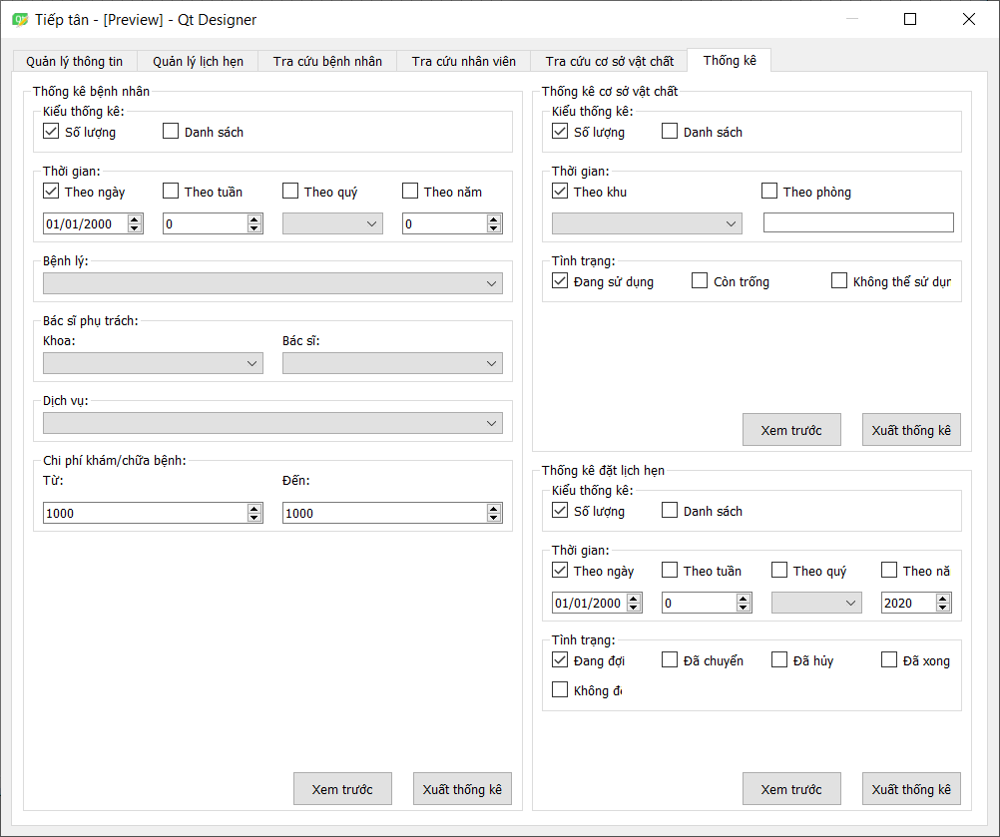 Tiếp tân - [Preview] - Qt Designer
Quản lý thông tin Quản lý lịch hẹn Tra cứu bệnh nhân Tra cứu nhân viên Tra cứu cơ sở vật chất Thống kê
Thống kê bệnh nhân
Kiểu thống kê:
Số lượng Danh sách
Thời gian:
Theo ngày Theo tuần Theo quý Theo năm
01/01/2000 0 0
Bệnh lý:
Bác sĩ phụ trách:
Khoa: Bác sĩ:
Dịch vụ:
Chi phí khám/chữa bệnh:
Từ: Đến:
1000 1000
Xem trước Xuất thống kê
Thống kê cơ sở vật chất
Kiểu thống kê:
Số lượng Danh sách
Thời gian:
Theo khu Theo phòng
Tình trạng:
Đang sử dụng Còn trống Không thể sử dụr
Xem trước Xuất thống kê
Thống kê đặt lịch hẹn
Kiểu thống kê:
Số lượng Danh sách
Thời gian:
Theo ngày Theo tuần Theo quý Theo nă
01/01/2000 0 2020
Tình trạng:
Đang đợi Đã chuyển Đã hủy Đã xong
Không đ
Xem trước Xuất thống kê